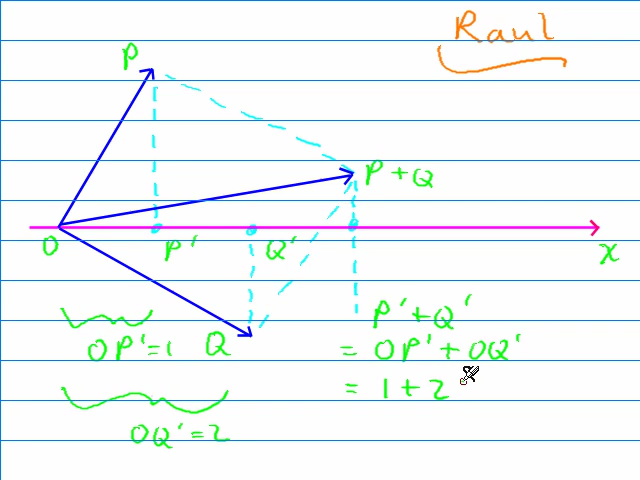 Raul
P
P + Q
O
P'
Q'
x
P' + Q'
OP' = 1
Q
= OP' + OQ'
= 1 + 2
OQ' = 2